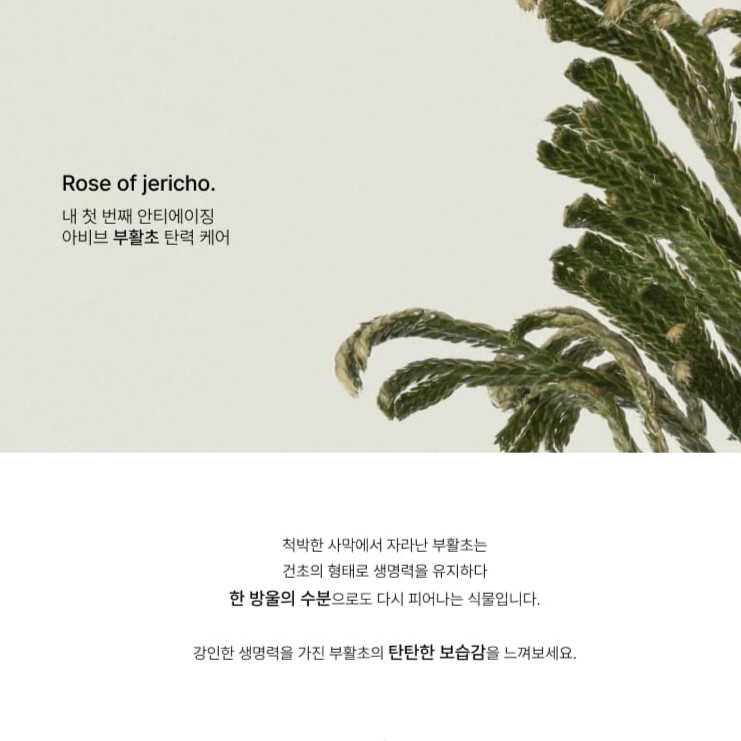 Rose of jericho.
내 첫 번째 안티에이징
아비브 부활초 탄력 케어
척박한 사막에서 자라난 부활초는
건초의 형태로 생명력을 유지하다
한 방울의 수분으로도 다시 피어나는 식물입니다.
강인한 생명력을 가진 부활초의 탄탄한 보습감을 느껴보세요.